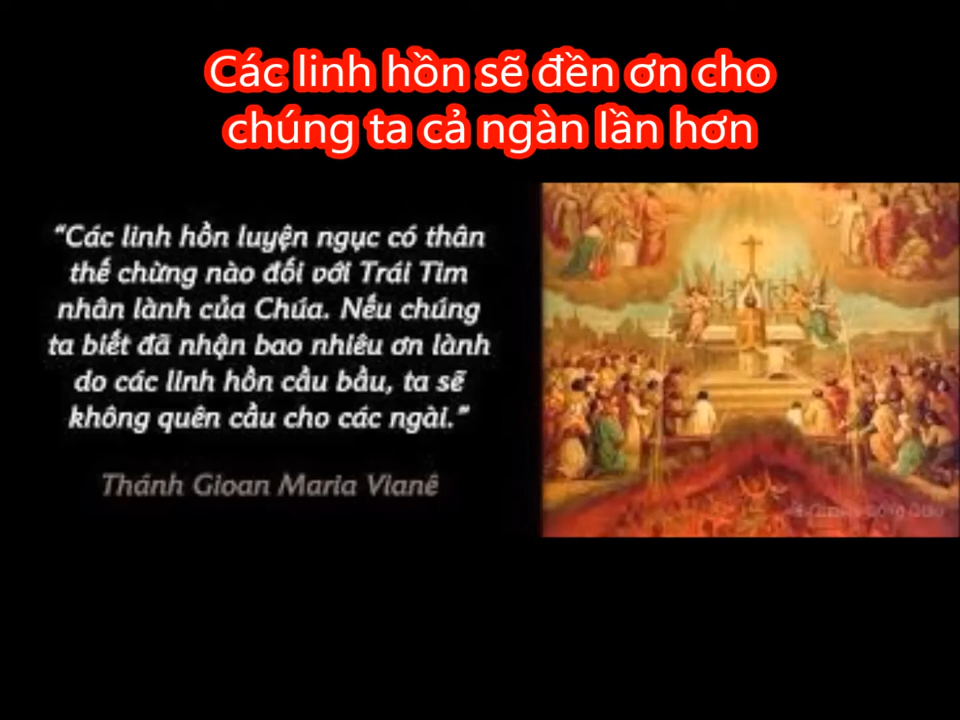 Các linh hồn sẽ đền ơn cho
chúng ta cả ngàn lần hơn
“Các linh hồn luyện ngục có thân
thế chừng nào đối với Trái Tim
nhân lành của Chúa. Nếu chúng
ta biết đã nhận bao nhiêu ơn lành
do các linh hồn cầu bầu, ta sẽ
không quên cầu cho các ngài.”
Thánh Gioan Maria Vianê